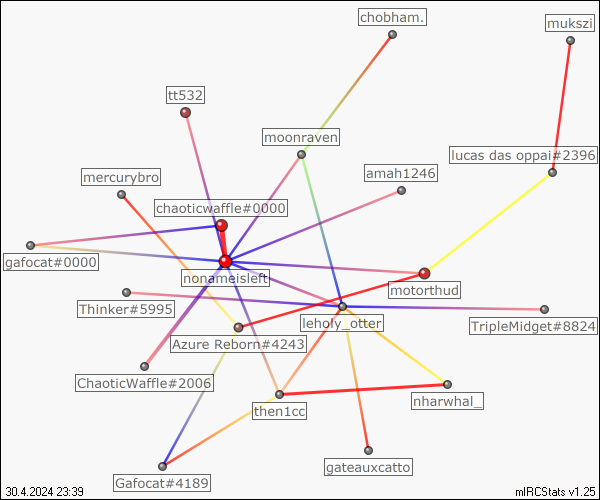 chobham.
mukszi
tt532
moonraven
lucas das oppai#2396
mercurybro
amah1246
chaoticwaffle#0000
gafocat#0000
nonameisleft
motorthud
Thinker#5995
leholy_otter
TripleMidget#8824
Azure Reborn#4243
ChaoticWaffle#2006
nharwhal_
then1cc
gateauxcatto
Gafocat#4189
30.4.2024 23:39
mIRCStats v1.25